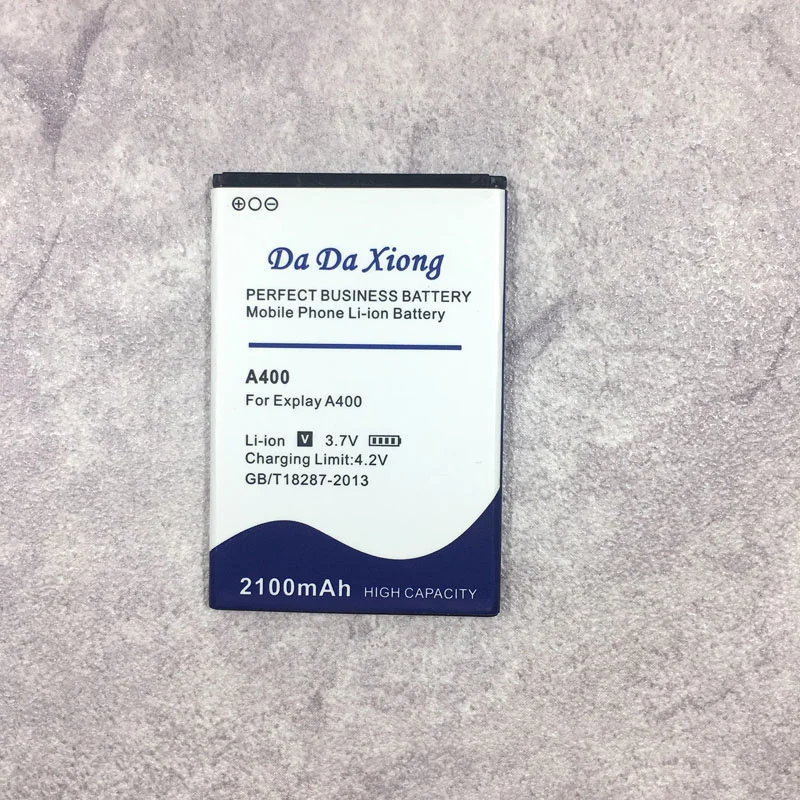 ⊕○⊖
Da Da Xiong
PERFECT BUSINESS BATTERY
Mobile Phone Li-ion Battery
A400
For Explay A400
Li-ion V 3.7V
Charging Limit:4.2V
GB/T18287-2013
2100mAh HIGH CAPACITY